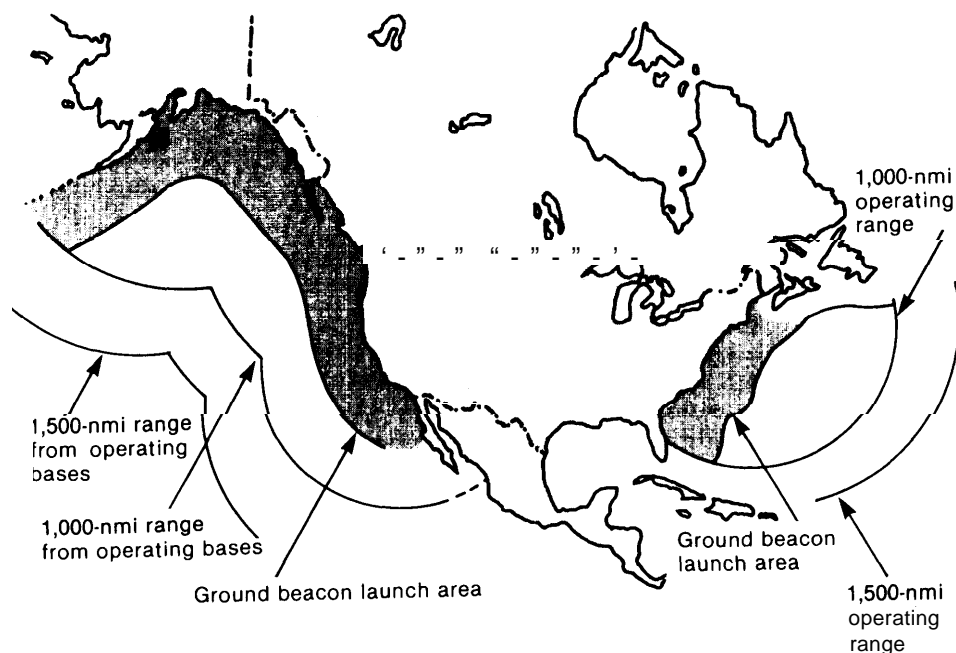 1,000-nmi
operating
range
1,500-nmi range
from operating
bases
1,000-nmi range
from operating bases
Ground beacon launch area
Ground beacon
launch area
1,500-nmi
operating
range